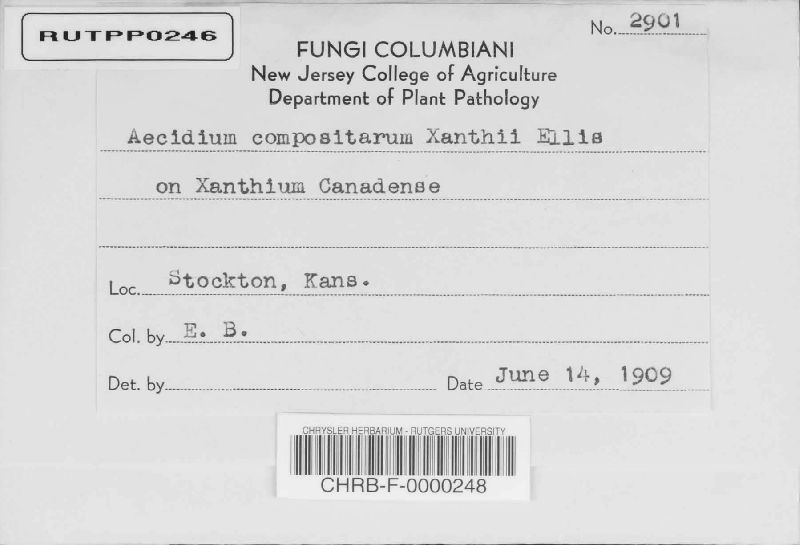 RUTPP0246
No. 2901
FUNGI COLUMBIANI
New Jersey College of Agriculture
Department of Plant Pathology
Aecidium compositarum Xanthii Ellis
on Xanthium Canadense
Loc. Stockton, Kans.
Col. by E. B.
Det. by
Date June 14, 1909
CHRYSLER HERBARIUM - RUTGERS UNIVERSITY
CHRB-F-0000248